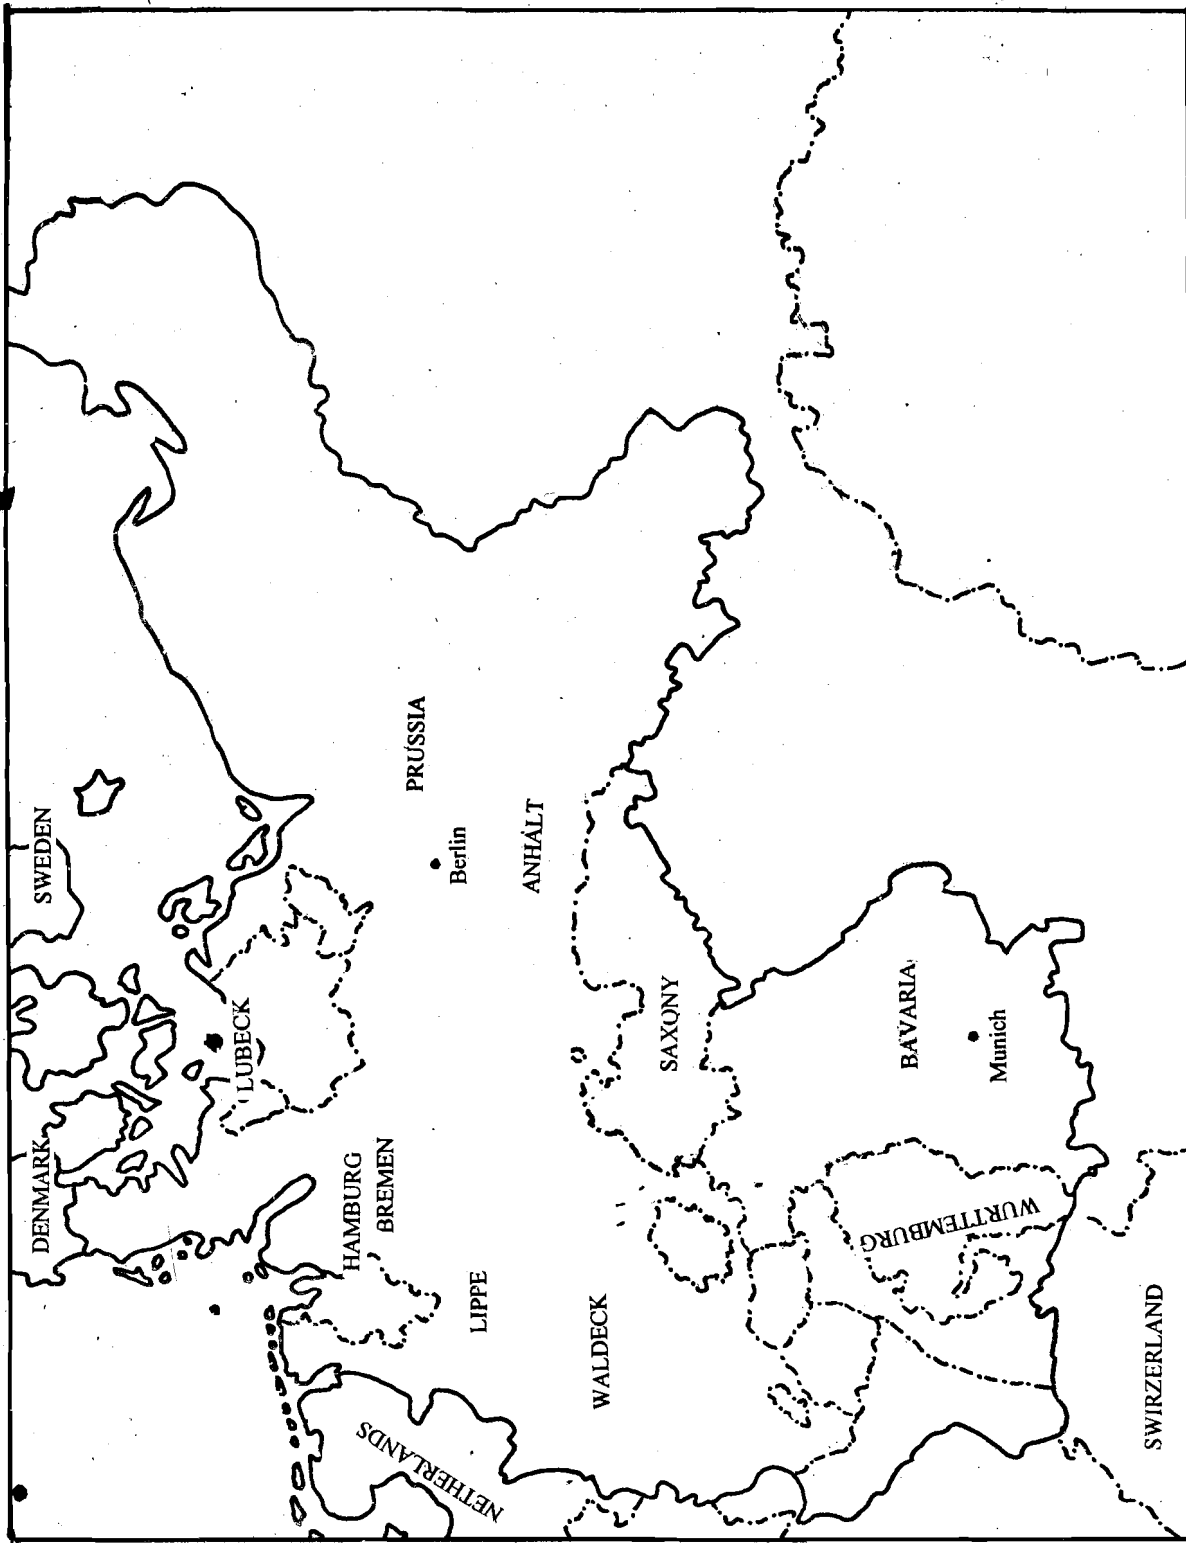 SWEDEN
DENMARK
LUBECK
HAMBURG
BREMEN
PRUSSIA
Berlin
NETHERLANDS
LIPPE
ANHALT
WALDECK
SAXONY
BAVARIA
Munich
WURTTEMBURG
SWIRZERLAND